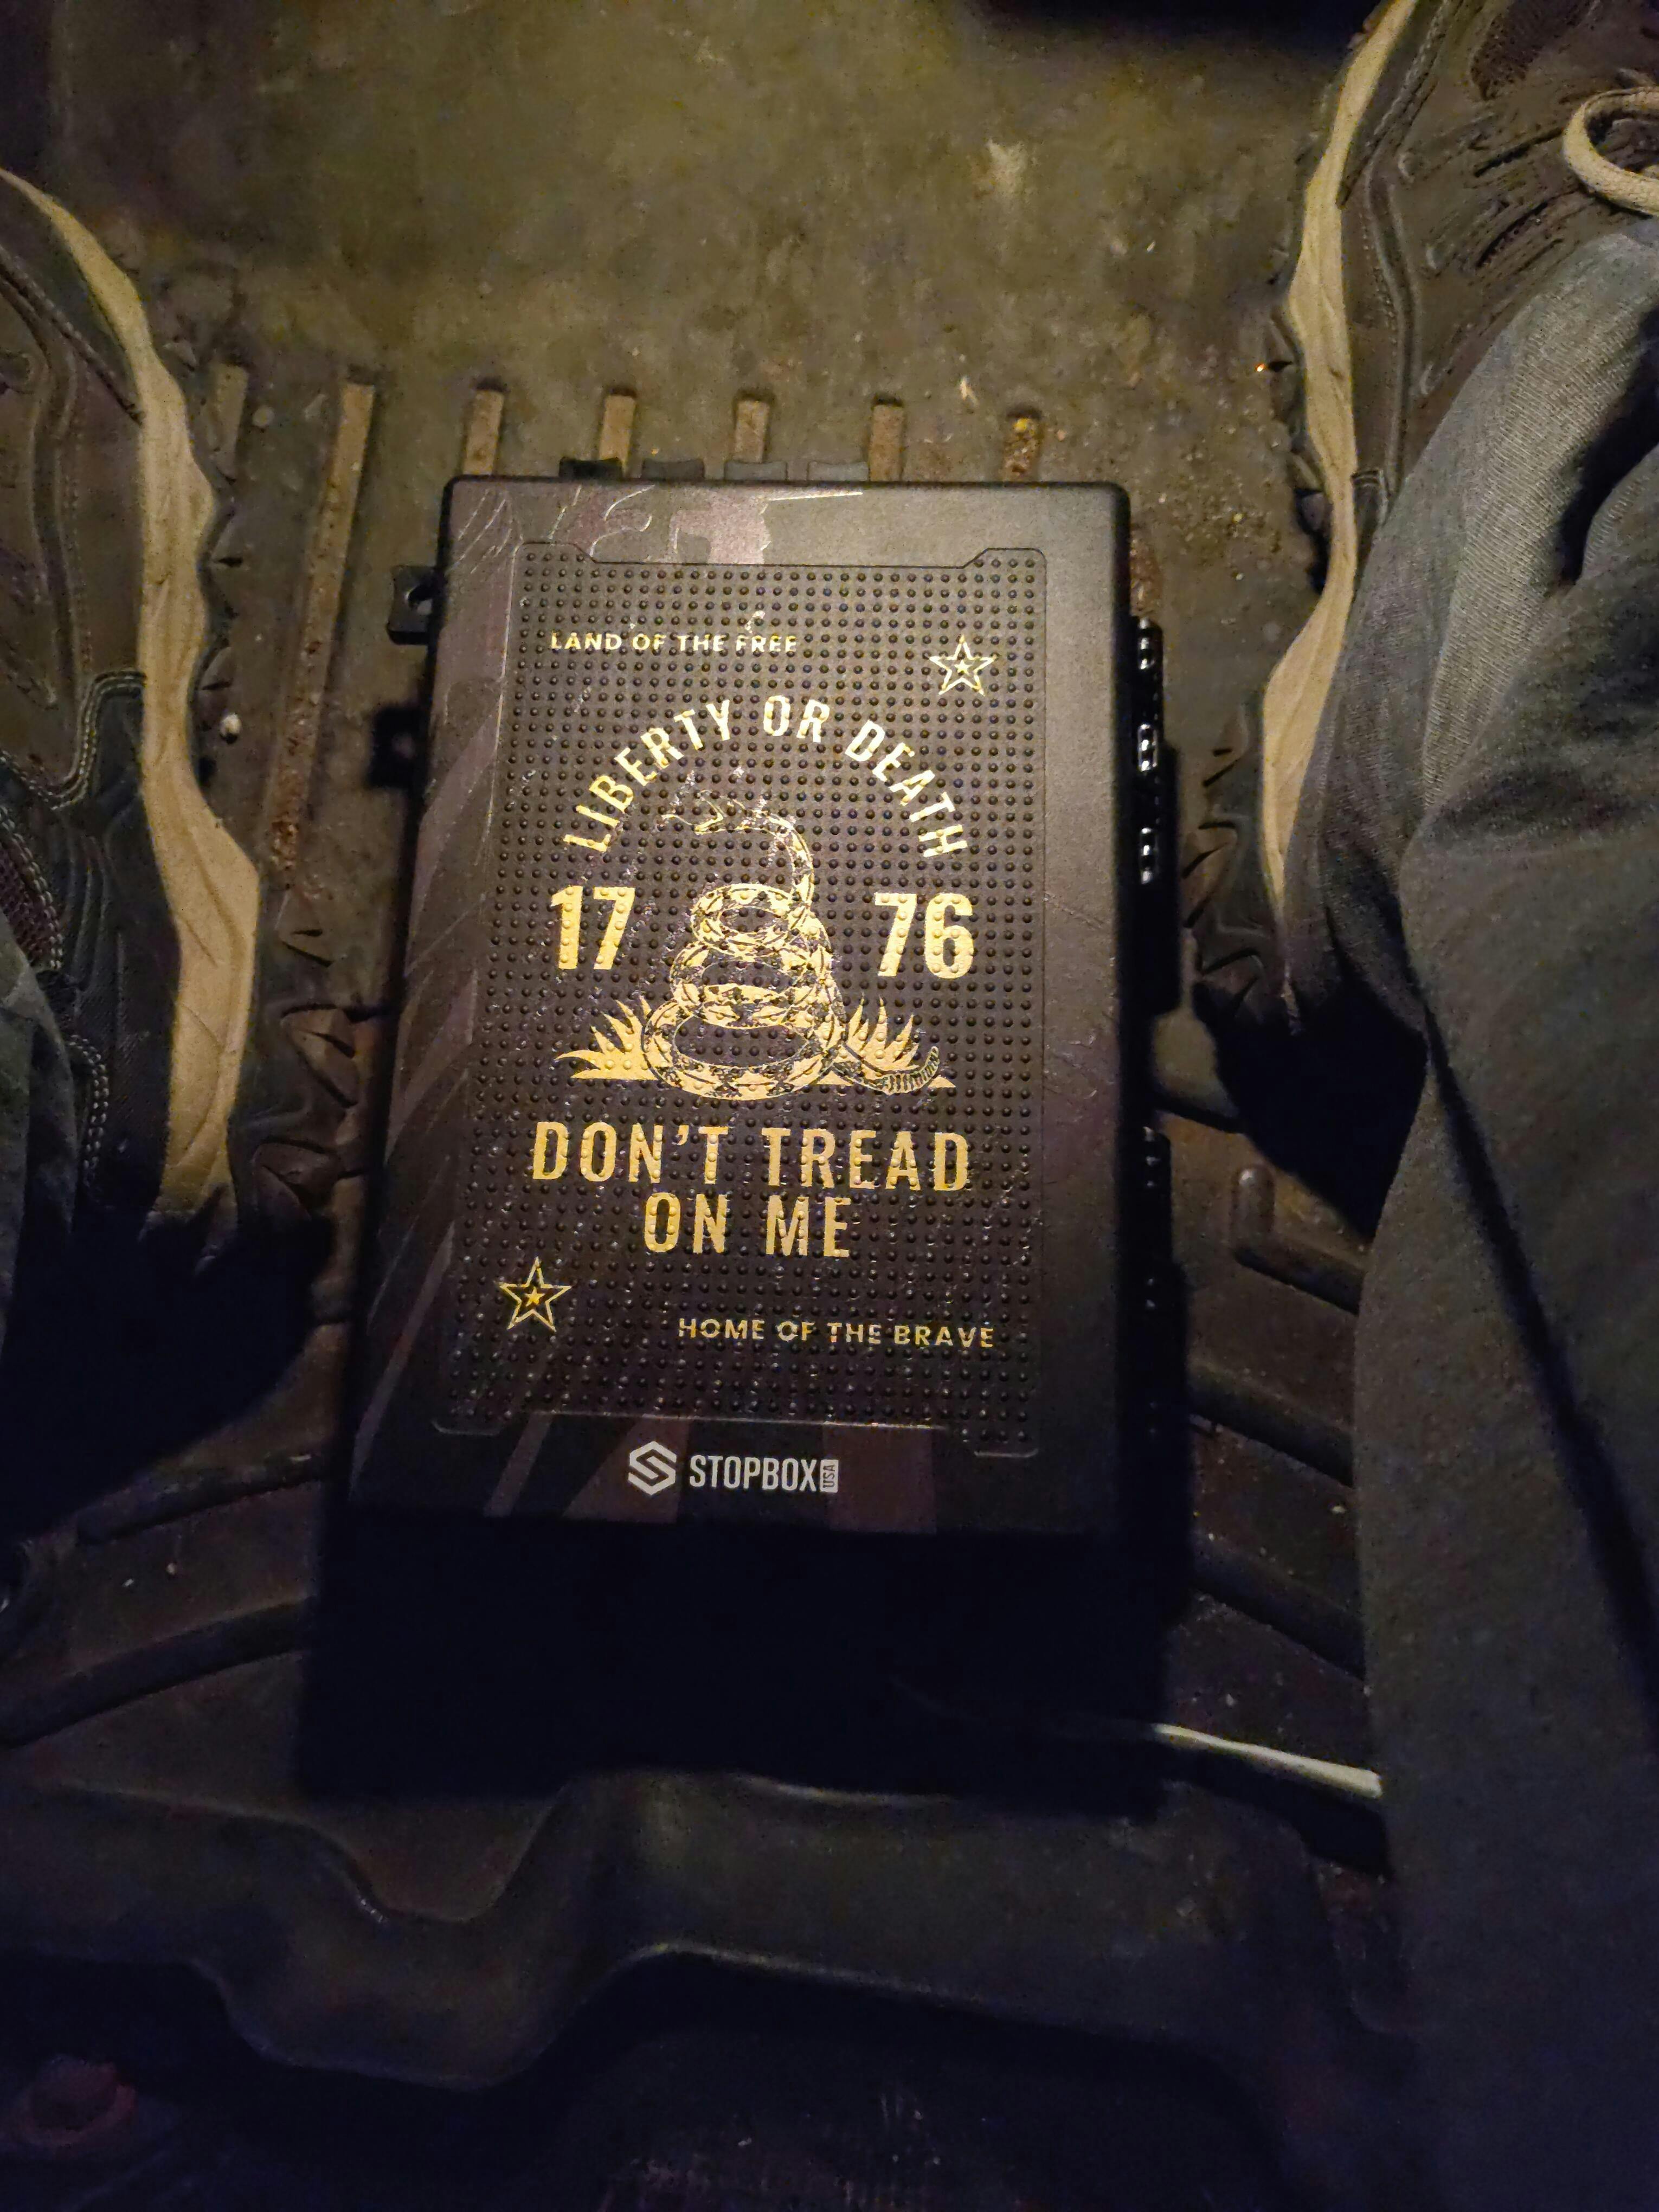 LAND OF THE FREE
LIBERTY OR DEATH
17 76
DON'T TREAD
ON ME
HOME OF THE BRAVE
STOPBOX USA